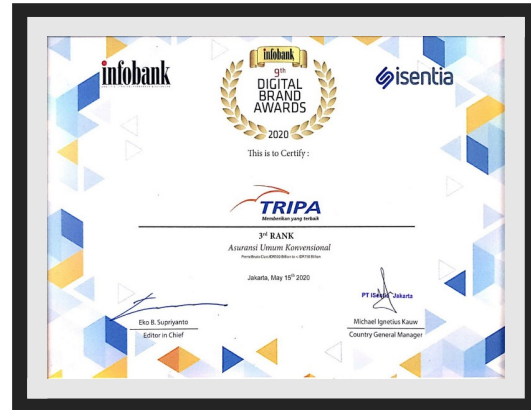 infobank
infobank
9th
DIGITAL
BRAND
AWARDS
2020
isentia
This is to Certify :
TRIPA
Memberikan yang terbaik
3rd RANK
Asuransi Umum Konvensional
Jakarta, May 15th 2020
PT iSentia Jakarta
Eko B. Supriyanto
Editor in Chief
Michael Ignetius Kauw
Country General Manager